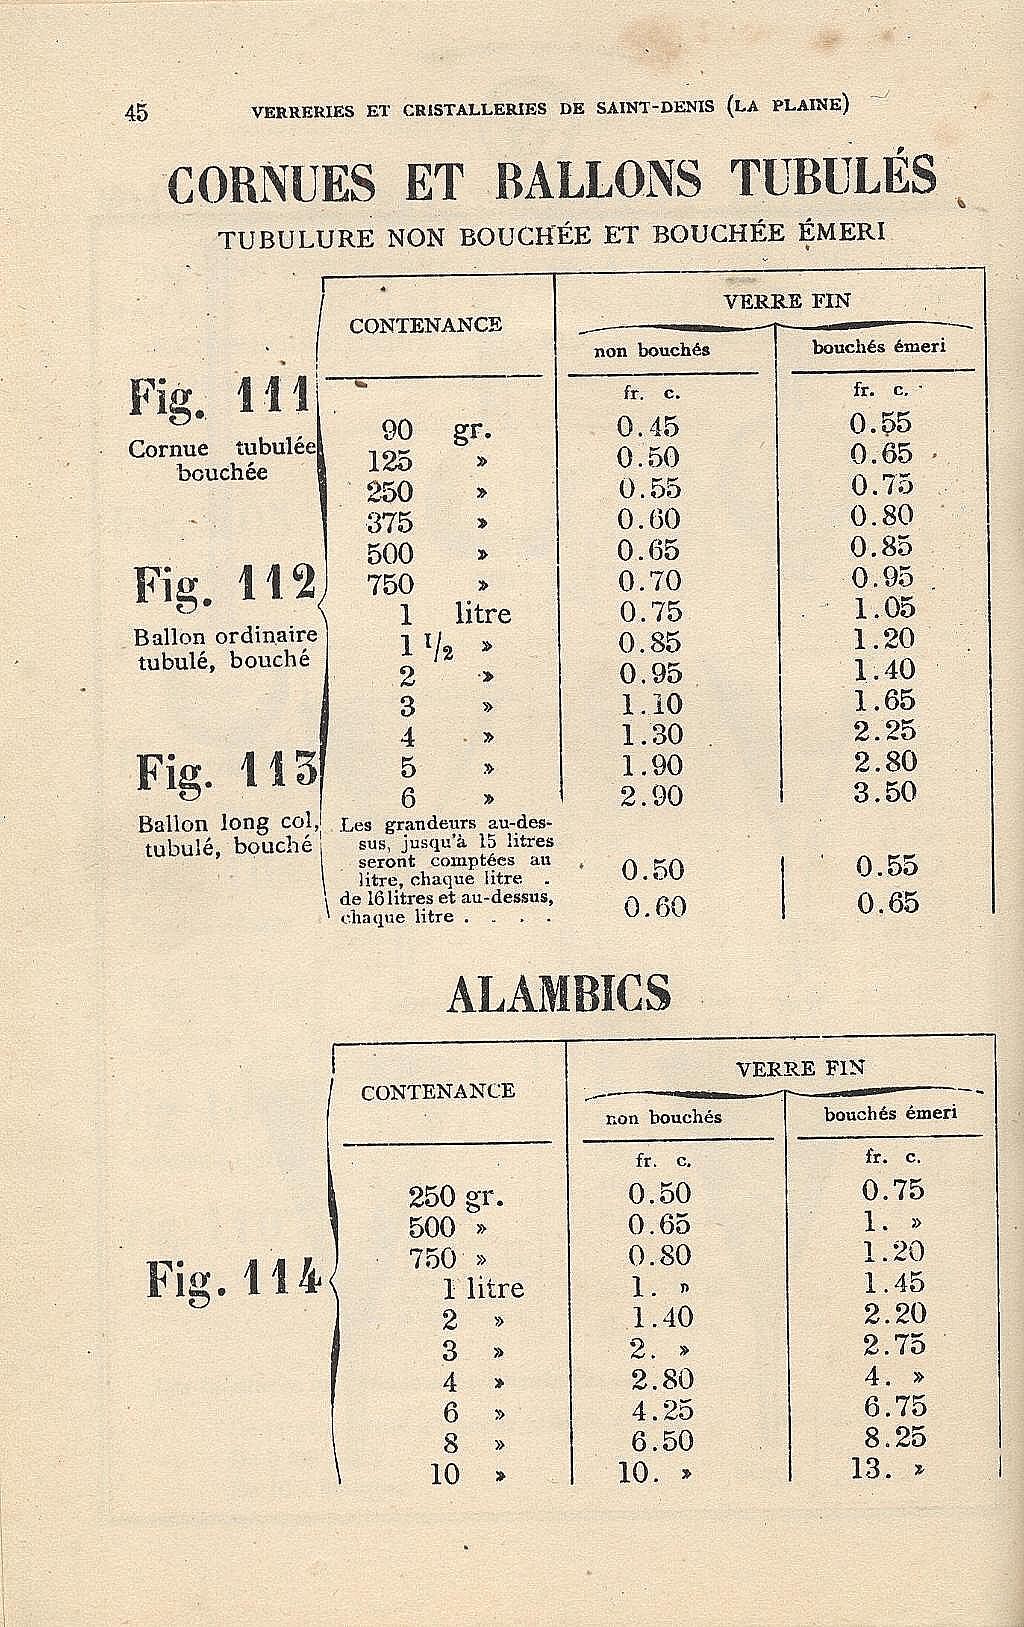 45 VERRERIES ET CRISTALLERIES DE SAINT-DENIS (LA PLAINE)
CORNUES ET BALLONS TUBULÉS
TUBULURE NON BOUCHÉE ET BOUCHÉE ÉMERI
CONTENANCE
VERRE FIN
non bouchés bouchés émeri
fr. c. fr. c.
Fig. 111
Cornue tubulée
bouchée
Fig. 112
Ballon ordinaire
tubulé, bouché
Fig. 113
Ballon long col,
tubulé, bouché
90 gr. 0.45 0.55
125 » 0.50 0.65
250 » 0.55 0.75
375 » 0.60 0.80
500 » 0.65 0.85
750 » 0.70 0.95
1 litre 0.75 1.05
1 1/2 » 0.85 1.20
2 » 0.95 1.40
3 » 1.10 1.65
4 » 1.30 2.25
5 » 1.90 2.80
6 » 2.90 3.50
Les grandeurs au-des-
sus, jusqu'à 15 litres
seront comptées au
litre, chaque litre . 0.50 0.55
de 16 litres et au-dessus,
chaque litre . . . . 0.60 0.65
ALAMBICS
CONTENANCE
VERRE FIN
non bouchés bouchés émeri
fr. c. fr. c.
Fig. 114
250 gr. 0.50 0.75
500 » 0.65 1. »
750 » 0.80 1.20
1 litre 1. » 1.45
2 » 1.40 2.20
3 » 2. » 2.75
4 » 2.80 4. »
6 » 4.25 6.75
8 » 6.50 8.25
10 » 10. » 13. »